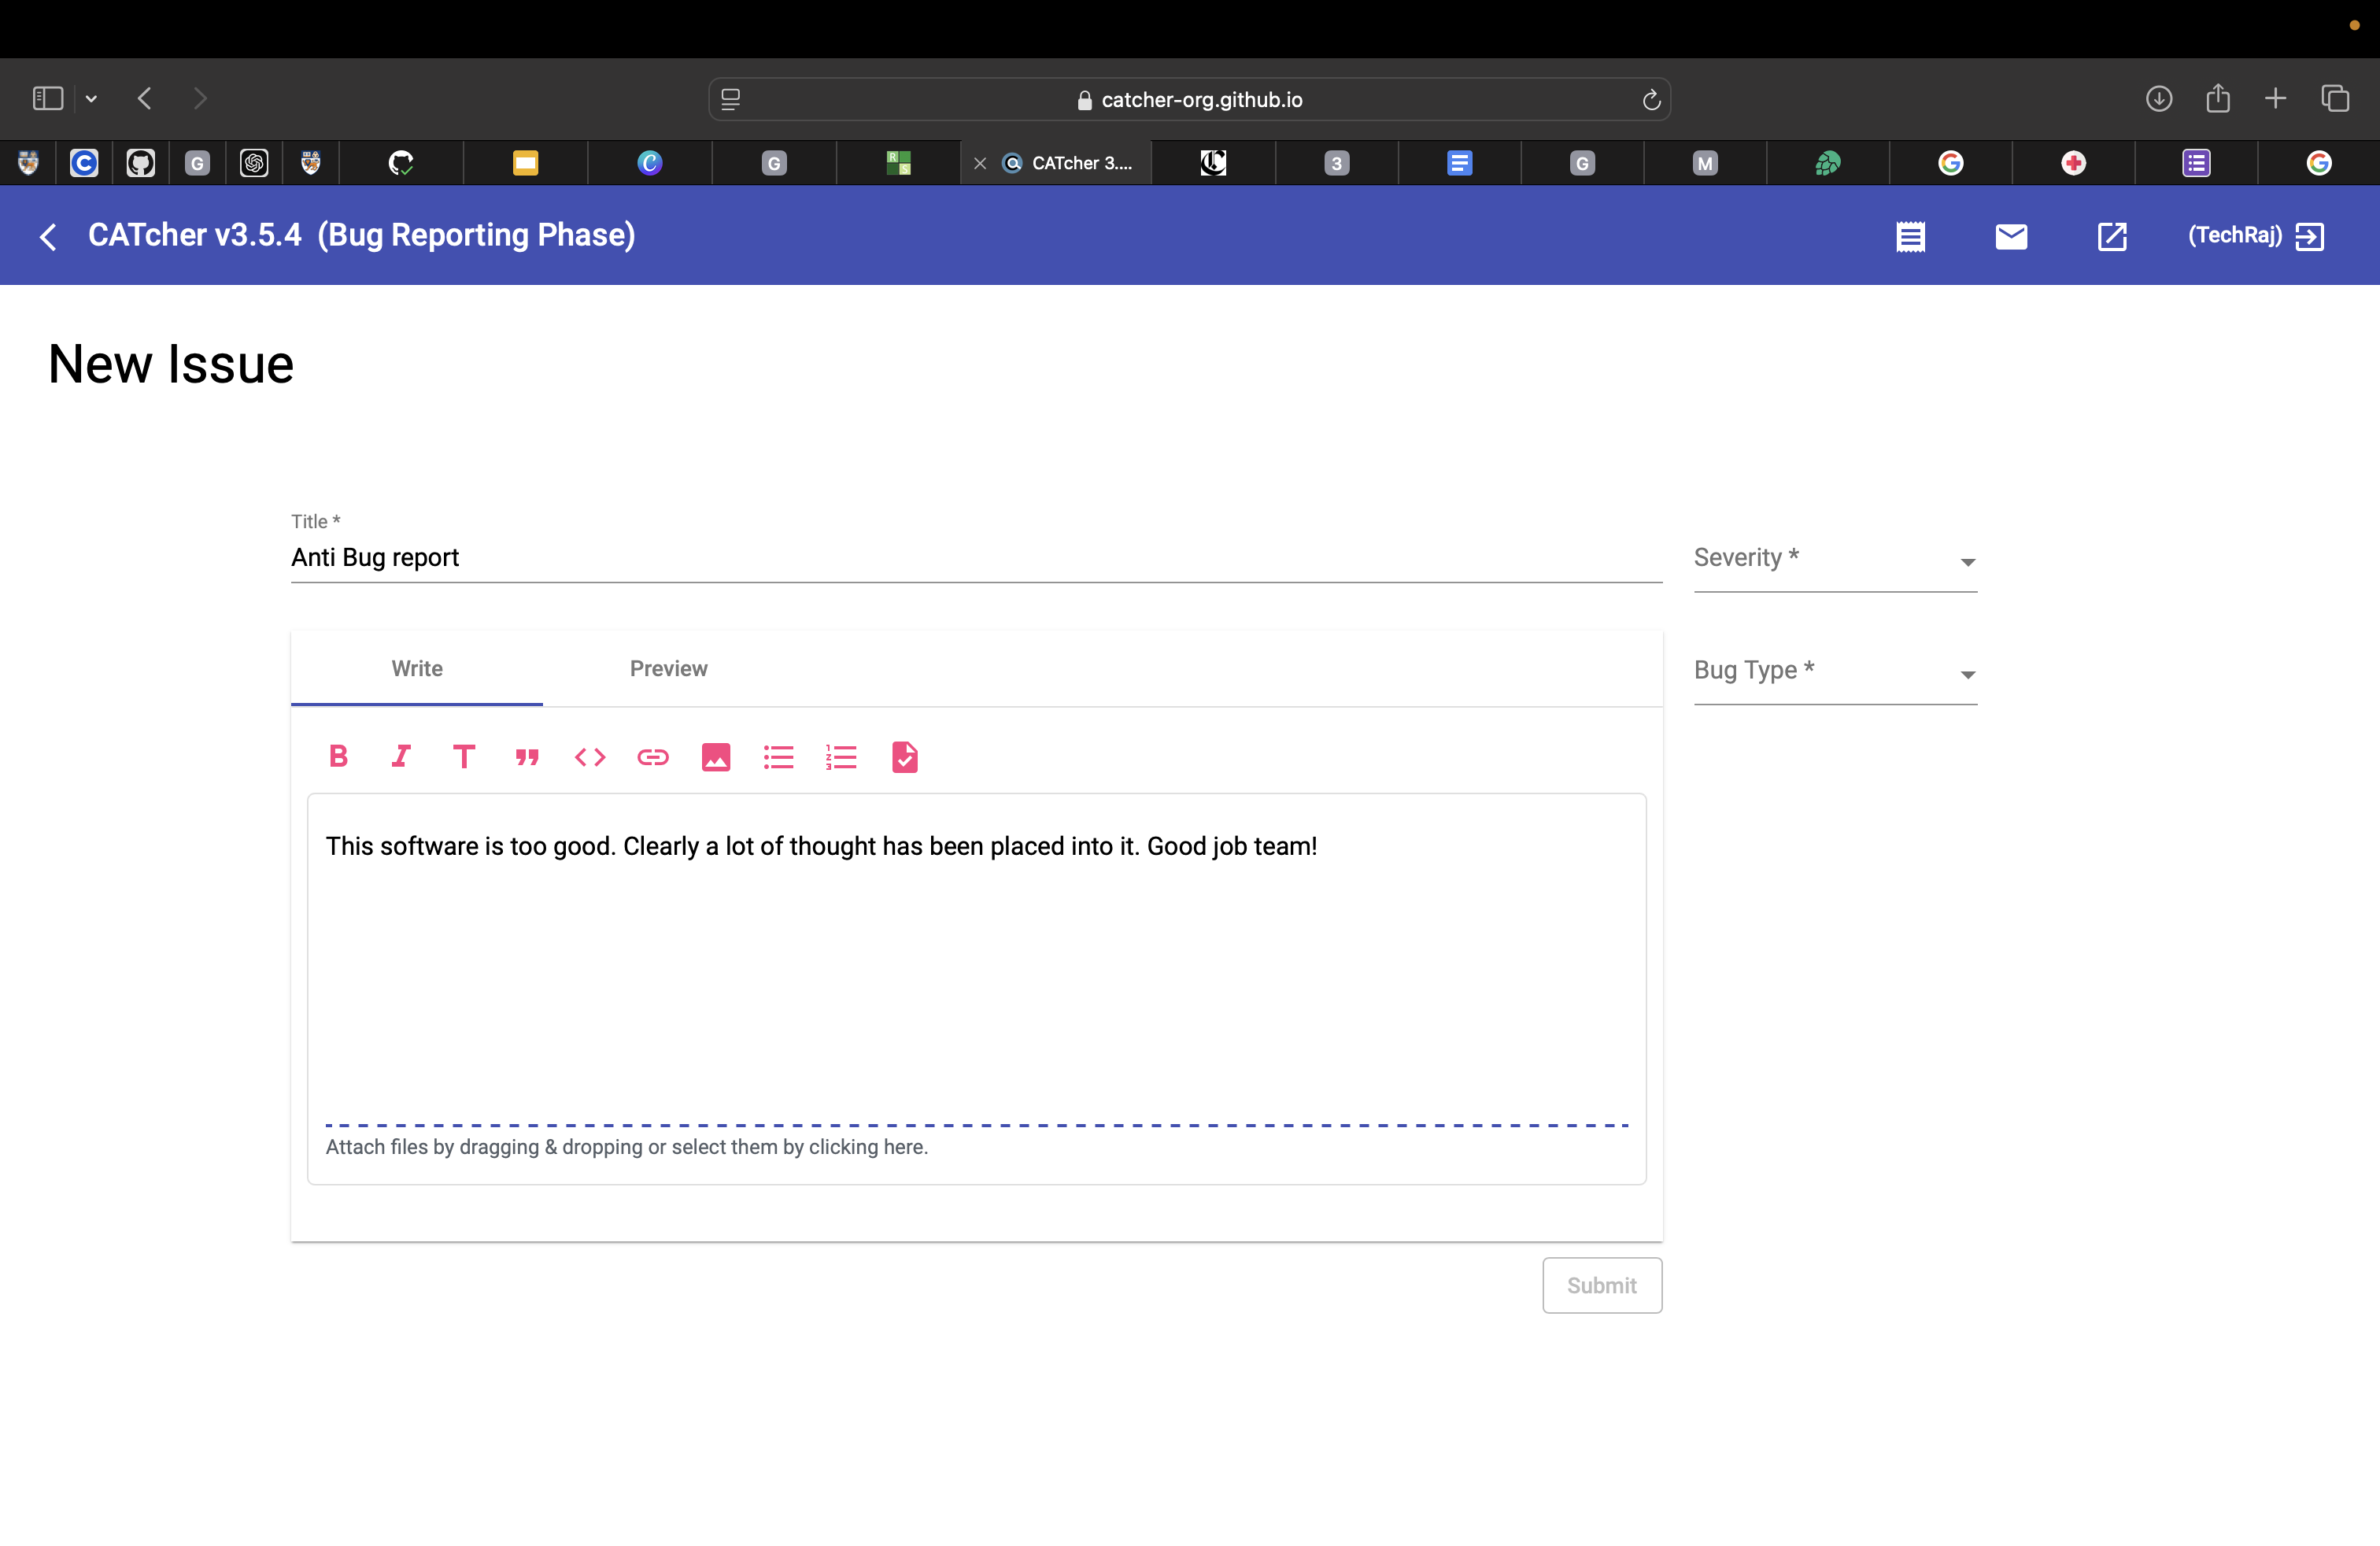 catcher-org.github.io
C
G
C
G
R
S
CATcher 3....
C
3
G
M
G
G
CATcher v3.5.4 (Bug Reporting Phase)
(TechRaj)
New Issue
Title *
Anti Bug report
Severity *
Write
Preview
Bug Type *
B I T
This software is too good. Clearly a lot of thought has been placed into it. Good job team!
Attach files by dragging & dropping or select them by clicking here.
Submit